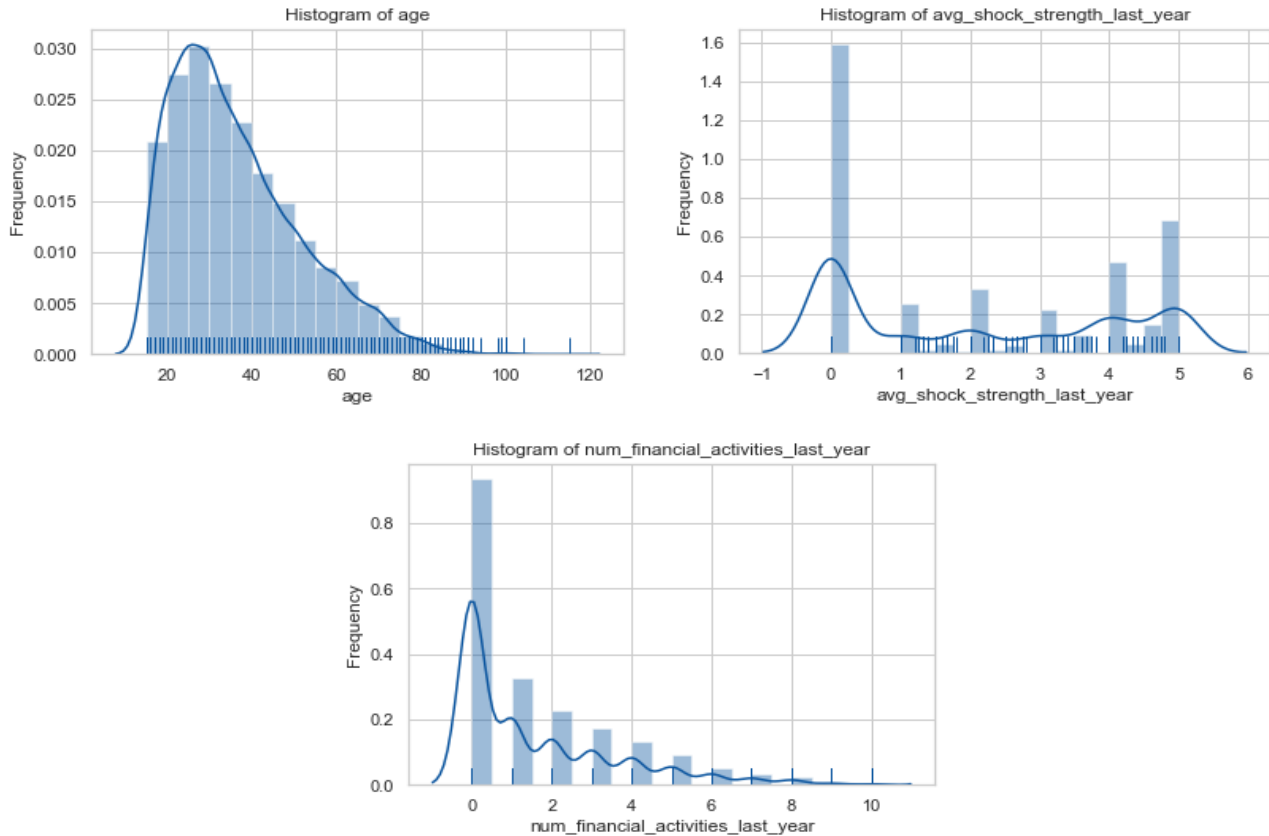 Histogram of age
0.030
0.025
0.020
0.015
0.010
0.005
0.000
Frequency
20 40 60 80 100 120
age
Histogram of avg_shock_strength_last_year
1.6
1.4
1.2
1.0
0.8
0.6
0.4
0.2
0.0
Frequency
−1 0 1 2 3 4 5 6
avg_shock_strength_last_year
Histogram of num_financial_activities_last_year
0.8
0.6
0.4
0.2
0.0
Frequency
0 2 4 6 8 10
num_financial_activities_last_year